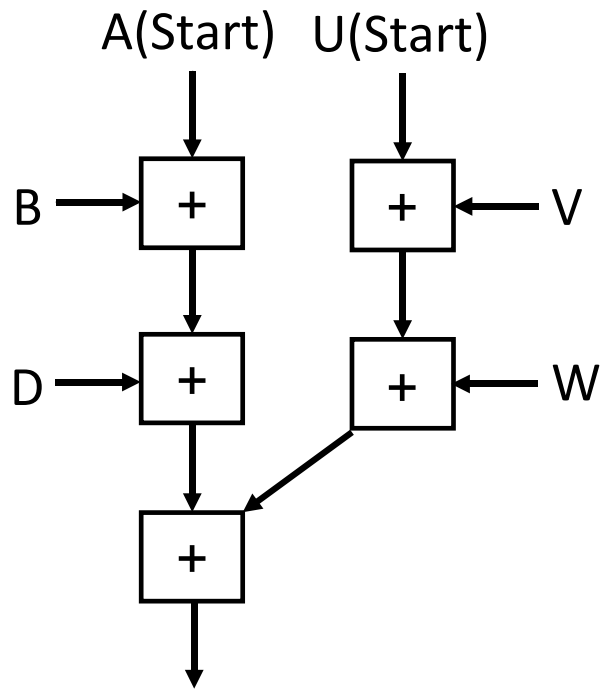 A(Start) U(Start)
B + + V
D + + W
+